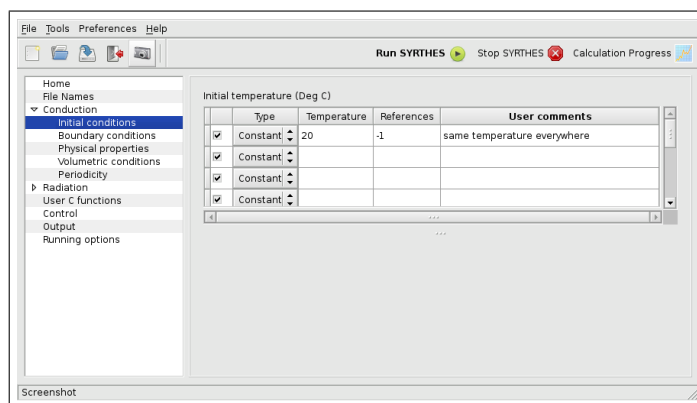 File Tools Preferences Help
Run SYRTHES Stop SYRTHES Calculation Progress
Home
File Names
Conduction
Initial conditions
Boundary conditions
Physical properties
Volumetric conditions
Periodicity
Radiation
User C functions
Control
Output
Running options
Initial temperature (Deg C)
Type Temperature References User comments
Constant 20 -1 same temperature everywhere
Constant
Constant
Constant
Screenshot